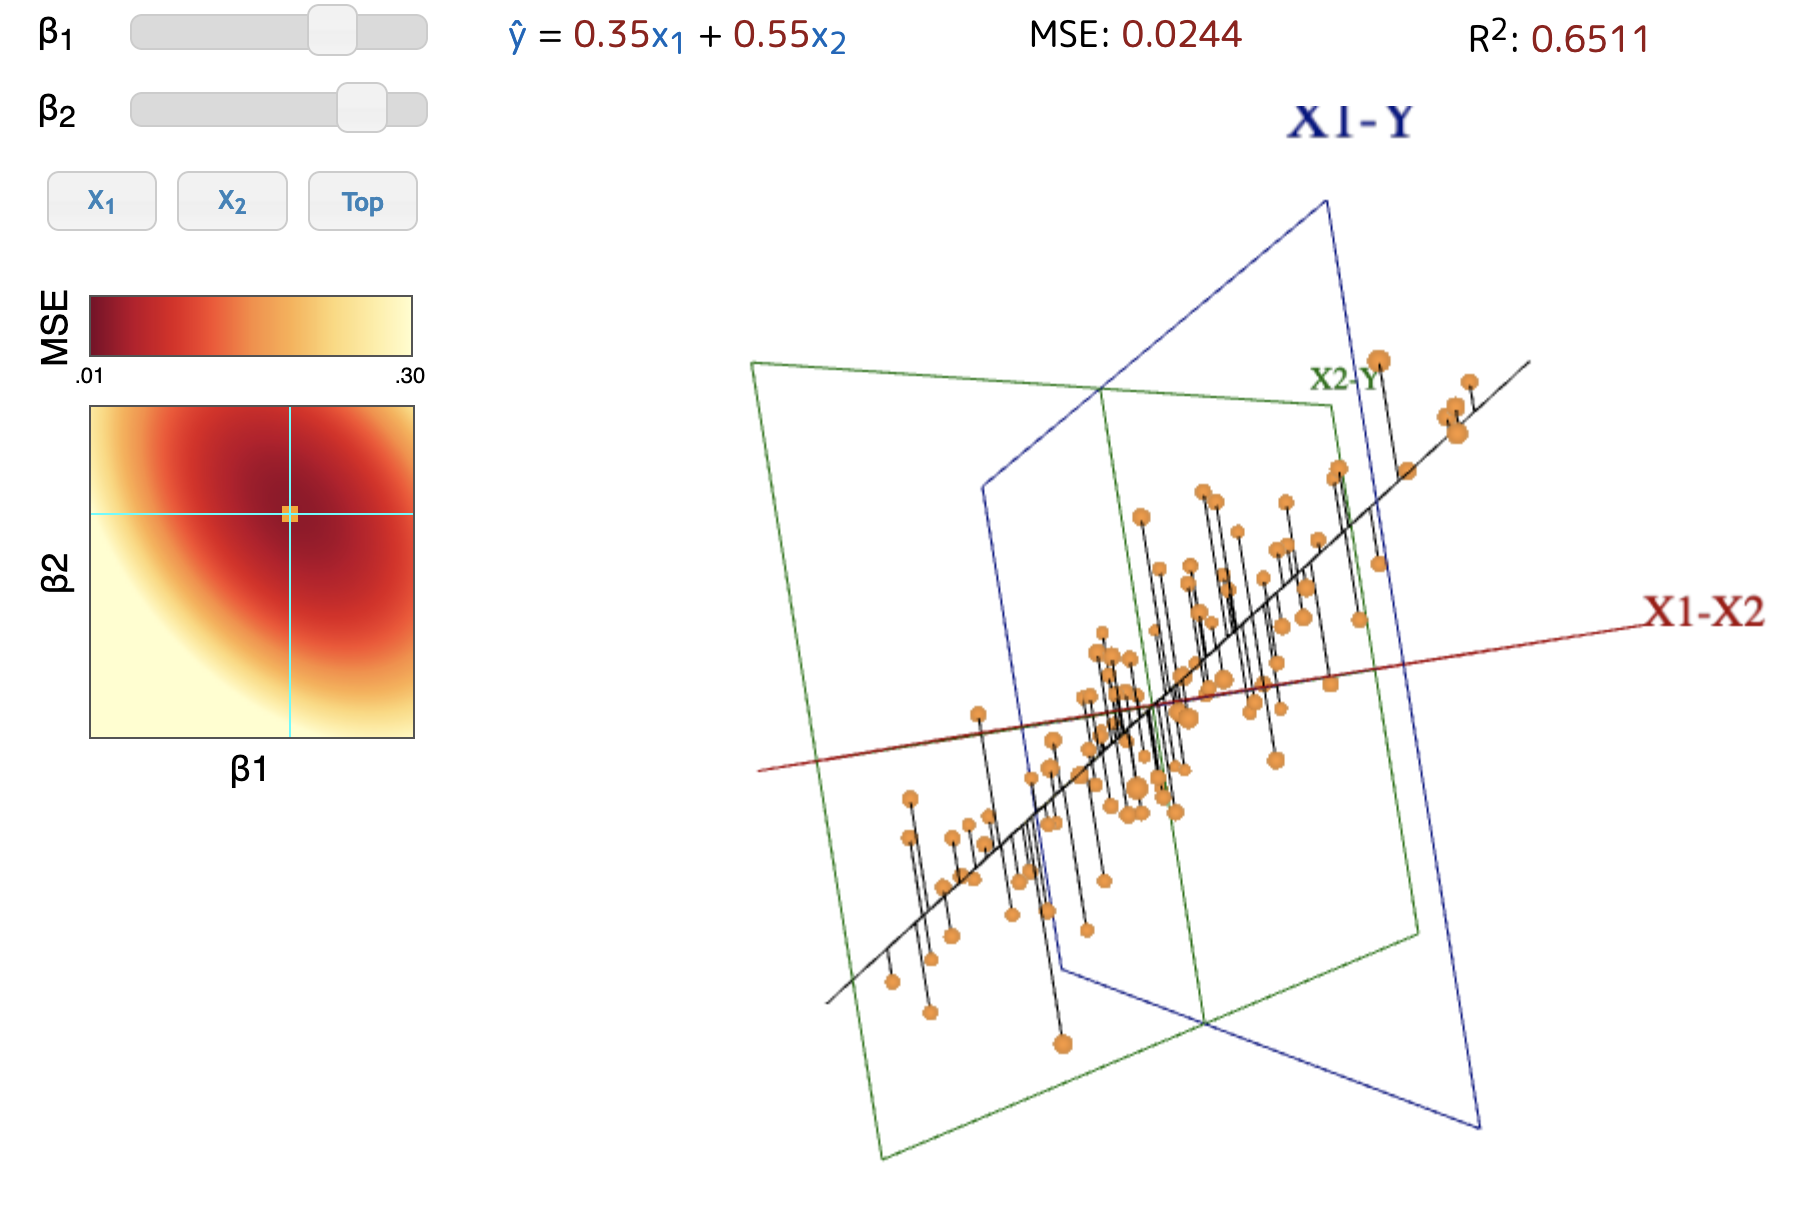 β1
ŷ = 0.35x1 + 0.55x2
MSE: 0.0244
R²: 0.6511
β2
X1-Y
X1
X2
Top
MSE
.01
.30
X2-Y
β2
X1-X2
β1